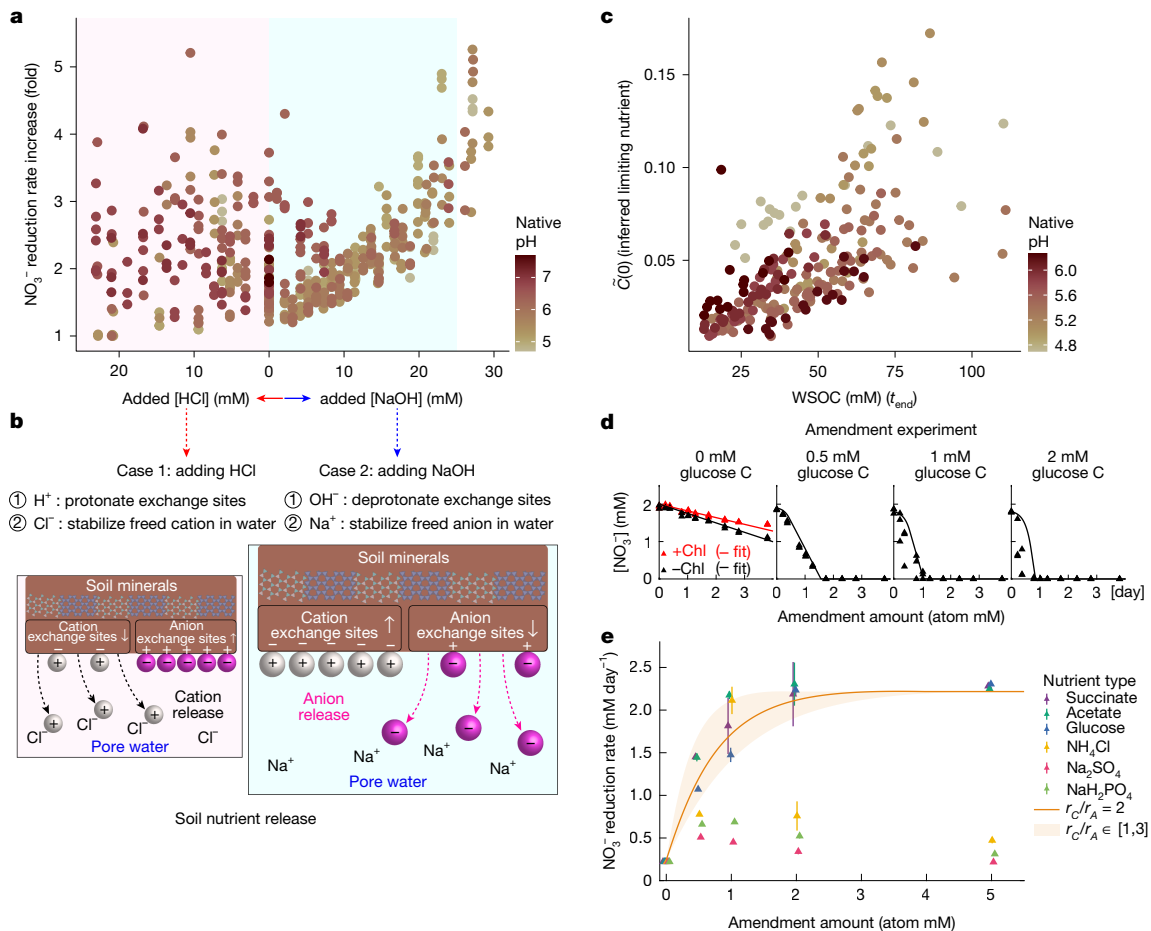 a
NO₃⁻ reduction rate increase (fold)
5
4
3
2
1
20
10
0
10
20
30
Native
pH
7
6
5
Added [HCl] (mM)
added [NaOH] (mM)
b
Case 1: adding HCl
① H⁺ : protonate exchange sites
② Cl⁻ : stabilize freed cation in water
Case 2: adding NaOH
① OH⁻ : deprotonate exchange sites
② Na⁺ : stabilize freed anion in water
Soil minerals
Cation
exchange sites ↓
Anion
exchange sites ↑
− −
+ + + + +
+ +
− − − − −
+ + +
Cl⁻
Cl⁻
Cl⁻
Cl⁻
Cation
release
Pore water
Soil minerals
Cation
exchange sites ↑
Anion
exchange sites ↓
− − − − −
+ +
+ + + + +
− −
Anion
release
− − −
Na⁺
Na⁺
Na⁺
Na⁺
Pore water
Soil nutrient release
c
C̃(0) (inferred limiting nutrient)
0.15
0.10
0.05
25
50
75
100
WSOC (mM) (t_end)
Native
pH
6.0
5.6
5.2
4.8
d
Amendment experiment
0 mM
glucose C
0.5 mM
glucose C
1 mM
glucose C
2 mM
glucose C
[NO₃⁻] (mM)
2
1
0
+Chl (– fit)
–Chl (– fit)
0 1 2 3
0 1 2 3
0 1 2 3
0 1 2 3
[day]
Amendment amount (atom mM)
e
NO₃⁻ reduction rate (mM day⁻¹)
2.5
2.0
1.5
1.0
0.5
0
0
1
2
3
4
5
Amendment amount (atom mM)
Nutrient type
Succinate
Acetate
Glucose
NH₄Cl
Na₂SO₄
NaH₂PO₄
r_C/r_A = 2
r_C/r_A ∈ [1,3]